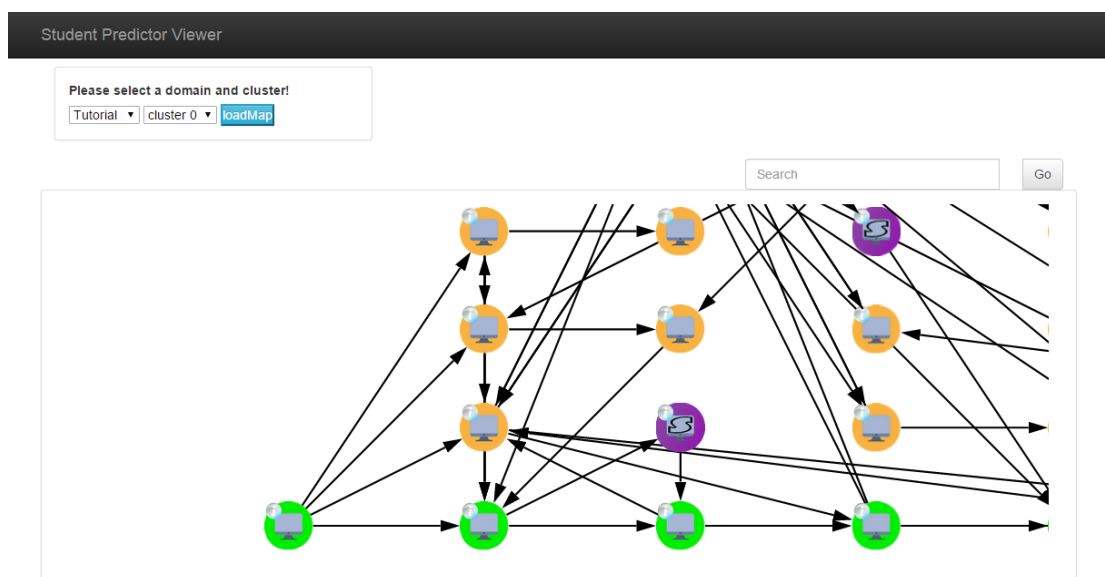 Student Predictor Viewer
Please select a domain and cluster!
Tutorial cluster 0 loadMap
Search Go